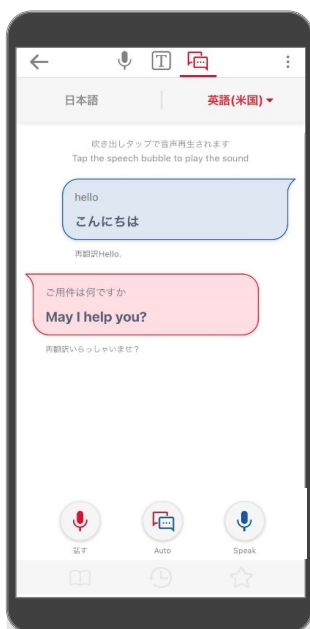 T
日本語 英語(米国)
吹き出しタップで音声再生されます
Tap the speech bubble to play the sound
hello
こんにちは
再翻訳Hello.
ご用件は何ですか
May I help you?
再翻訳いらっしゃいませ？
話す Auto Speak